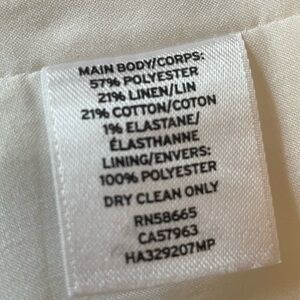 MAIN BODY/CORPS:
57% POLYESTER
21% LINEN/LIN
21% COTTON/COTON
1% ELASTANE/
ÉLASTHANNE
LINING/ENVERS:
100% POLYESTER
DRY CLEAN ONLY
RN58665
CA57963
HA329207MP